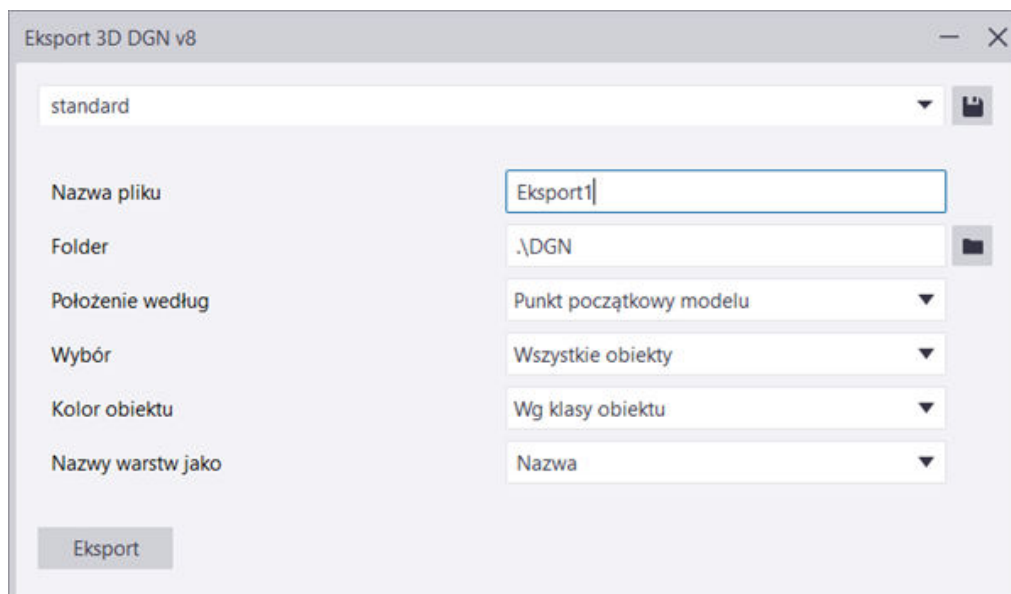 Eksport 3D DGN v8
standard
Nazwa pliku Eksport1
Folder .\DGN
Położenie według Punkt początkowy modelu
Wybór Wszystkie obiekty
Kolor obiektu Wg klasy obiektu
Nazwy warstw jako Nazwa
Eksport